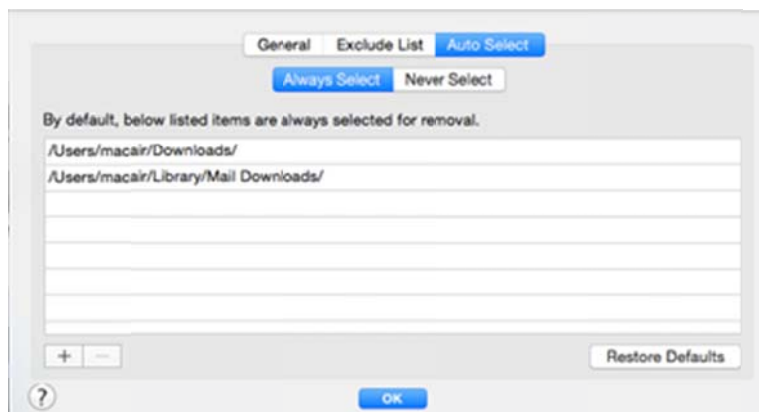 General Exclude List Auto Select
Always Select Never Select
By default, below listed items are always selected for removal.
/Users/macair/Downloads/
/Users/macair/Library/Mail Downloads/
+ − Restore Defaults
? OK